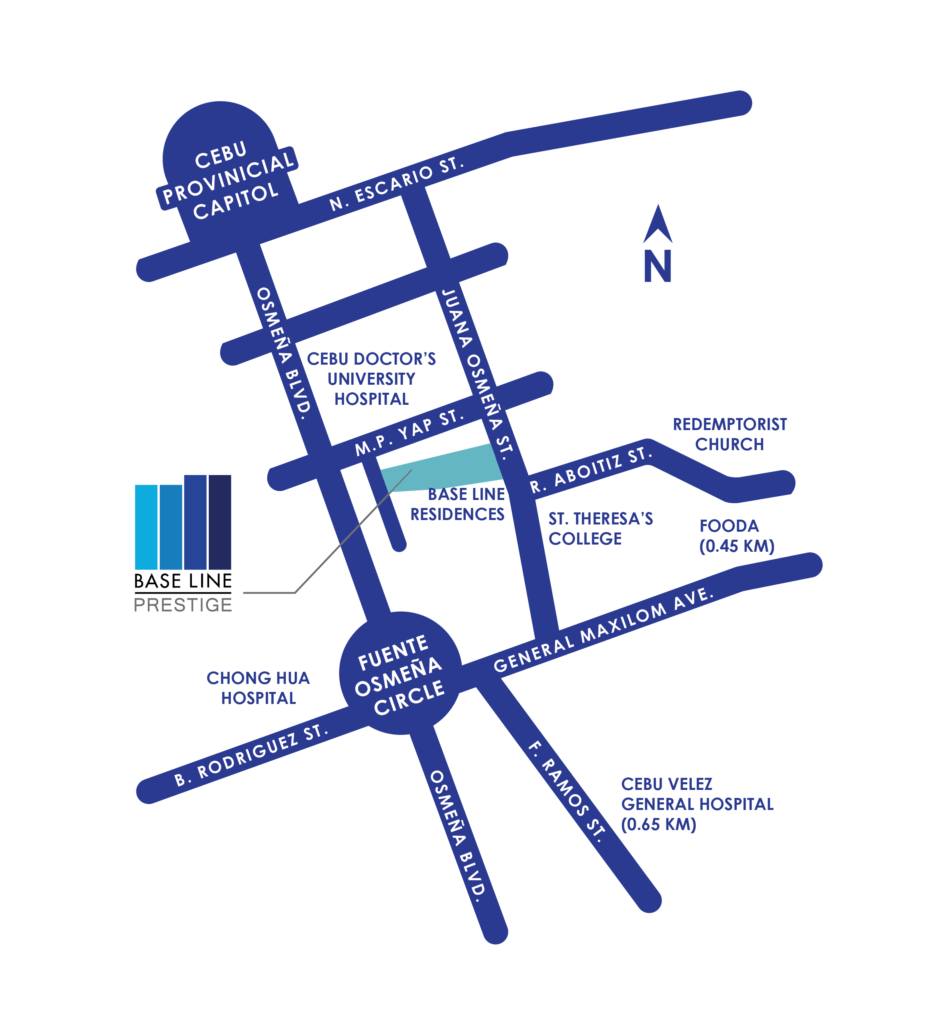 CEBU
PROVINICIAL
CAPITOL
N. ESCARIO ST.
N
OSMEÑA BLVD.
JUANA OSMEÑA ST.
CEBU DOCTOR'S
UNIVERSITY
HOSPITAL
M.P. YAP ST.
REDEMPTORIST
CHURCH
R. ABOITIZ ST.
BASE LINE
RESIDENCES
ST. THERESA'S
COLLEGE
FOODA
(0.45 KM)
BASE LINE
PRESTIGE
GENERAL MAXILOM AVE.
FUENTE
OSMEÑA
CIRCLE
CHONG HUA
HOSPITAL
B. RODRIGUEZ ST.
F. RAMOS ST.
OSMEÑA BLVD.
CEBU VELEZ
GENERAL HOSPITAL
(0.65 KM)